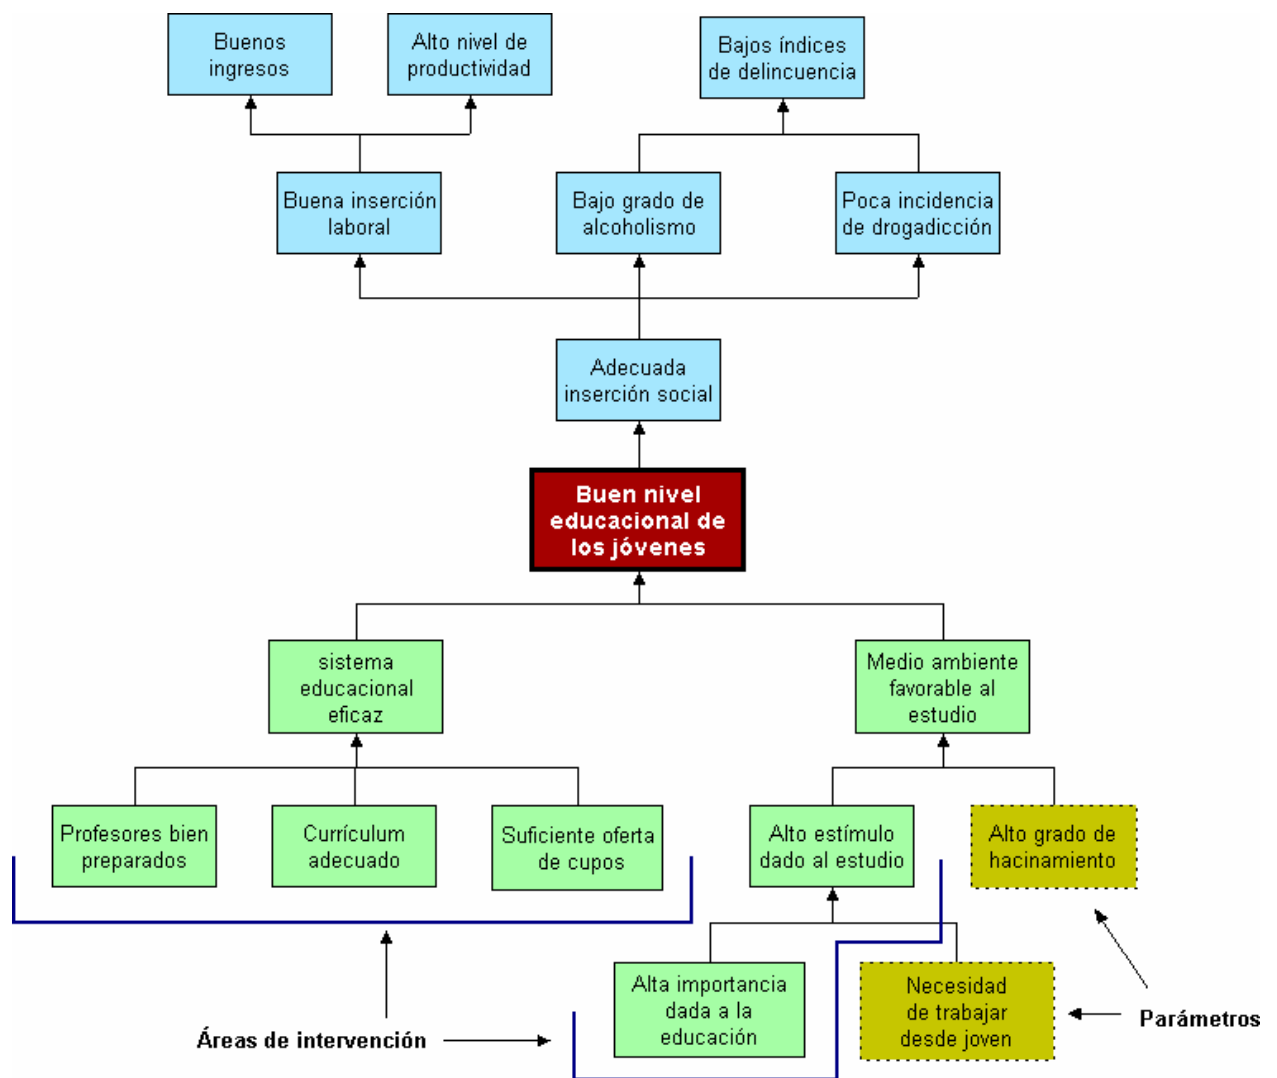 Buenos
ingresos
Alto nivel de
productividad
Bajos índices
de delincuencia
Buena inserción
laboral
Bajo grado de
alcoholismo
Poca incidencia
de drogadicción
Adecuada
inserción social
Buen nivel
educacional de
los jóvenes
sistema
educacional
eficaz
Medio ambiente
favorable al
estudio
Profesores bien
preparados
Currículum
adecuado
Suficiente oferta
de cupos
Alto estímulo
dado al estudio
Alto grado de
hacinamiento
Alta importancia
dada a la
educación
Necesidad
de trabajar
desde joven
Áreas de intervención
Parámetros